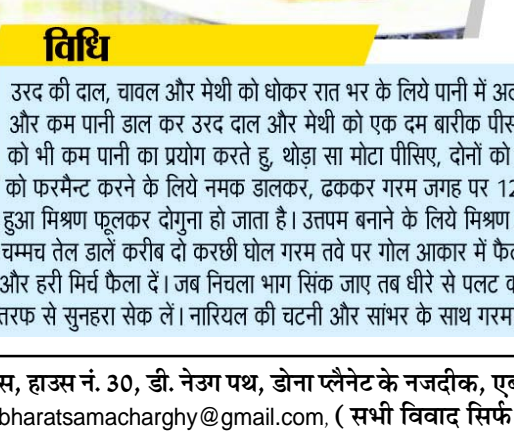 विधि
उरद की दाल, चावल और मेथी को धोकर रात भर के लिये पानी में
और कम पानी डाल कर उरद दाल और मेथी को एक दम बारीक पीस
को भी कम पानी का प्रयोग करते हु, थोड़ा सा मोटा पीसिए, दोनों को
को फरमैन्ट करने के लिये नमक डालकर, ढककर गरम जगह पर 12
हुआ मिश्रण फूलकर दोगुना हो जाता है। उत्तपम बनाने के लिये मिश्रण
चम्मच तेल डालें करीब दो करछी घोल गरम तवे पर गोल आकार में
और हरी मिर्च फैला दें। जब निचला भाग सिंक जाए तब धीरे से पलट
तरफ से सुनहरा सेक लें। नारियल की चटनी और सांभर के साथ गरम
स, हाउस नं. 30, डी. नेउग पथ, डोना प्लैनेट के नजदीक,
bharatsamacharghy@gmail.com, ( सभी विवाद सिर्फ